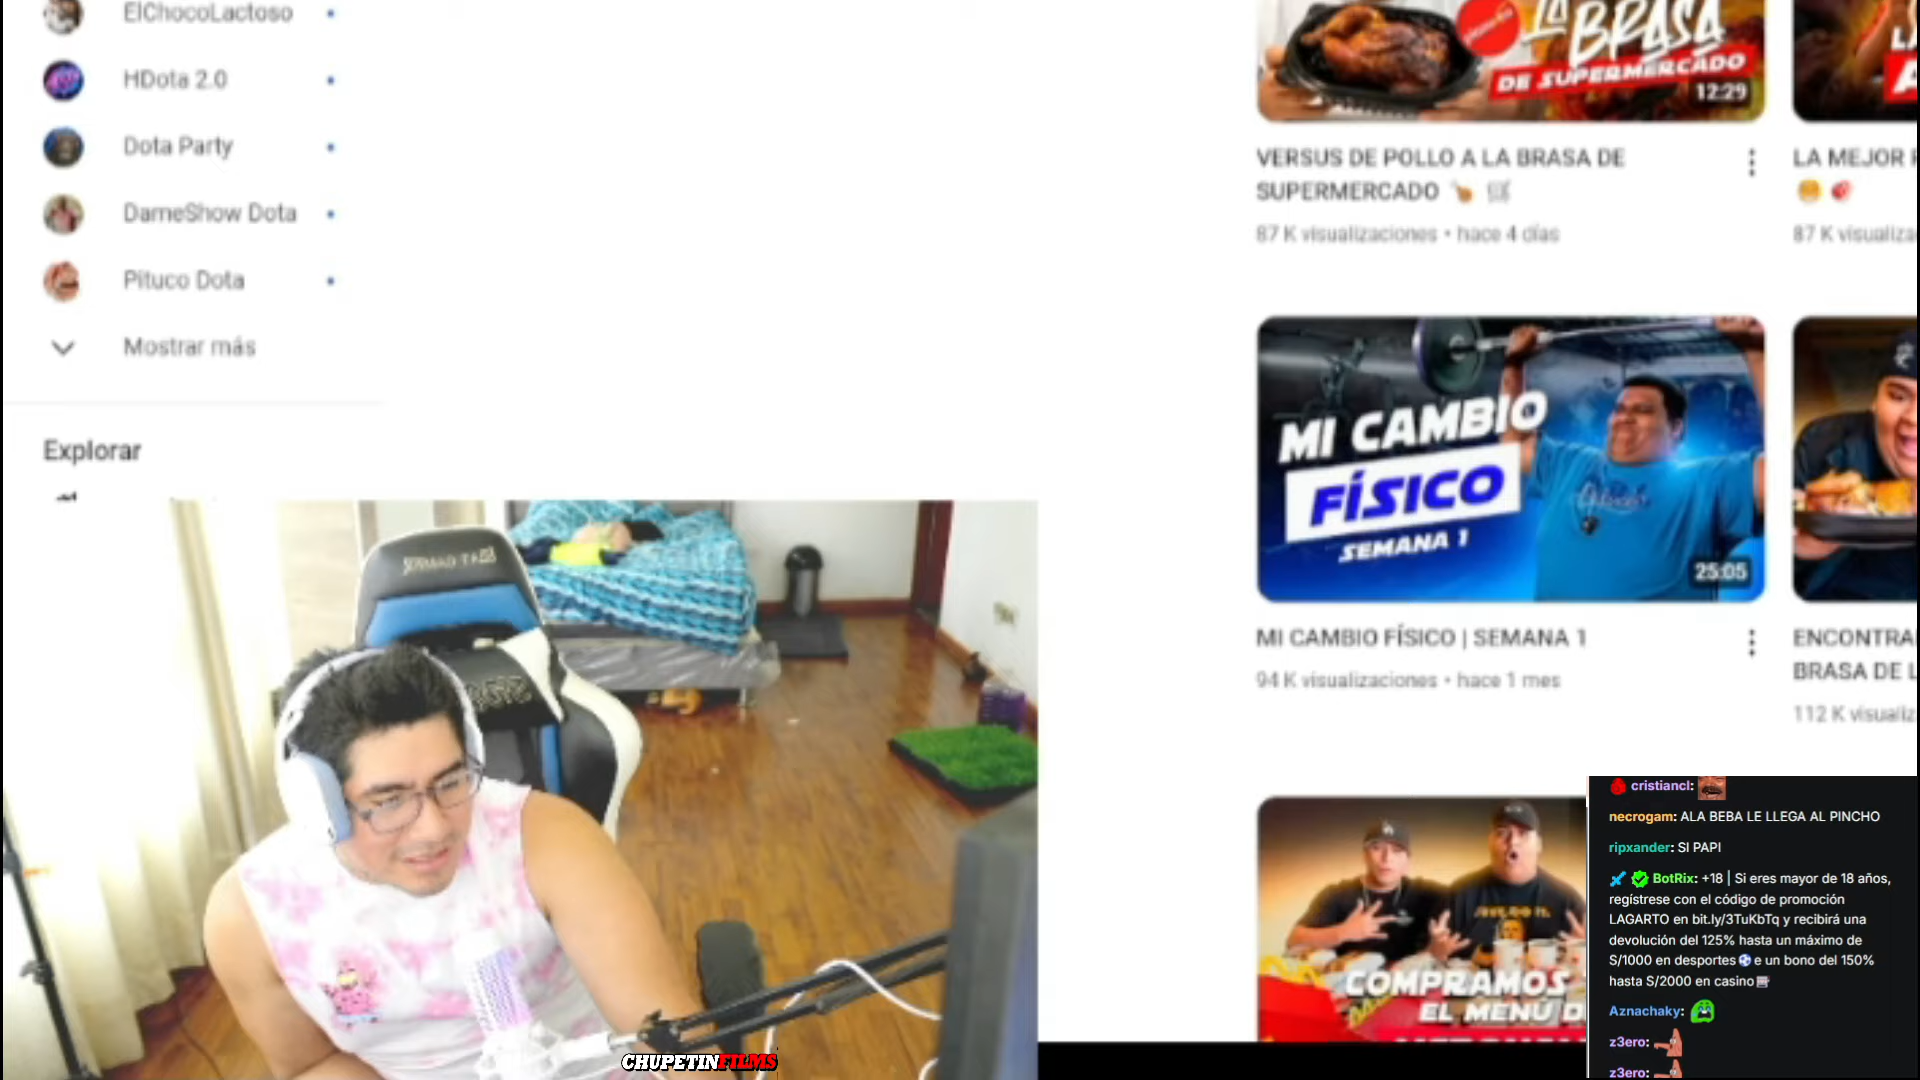 ElChocoLactoso
HDota 2.0
Dota Party
DameShow Dota
Pituco Dota
Mostrar más
Explorar
LA
BRASA
DE SUPERMERCADO
12:29
VERSUS DE POLLO A LA BRASA DE
SUPERMERCADO
87 K visualizaciones • hace 4 días
LA MEJOR
87 K
MI CAMBIO
FÍSICO
SEMANA 1
25:05
MI CAMBIO FÍSICO | SEMANA 1
94 K visualizaciones • hace 1 mes
BRASA DE
112 K
COMPRAMOS
EL MENÚ
CHUPETINFILMS
cristiancl:
necrogam: ALA BEBA LE LLEGA AL PINCHO
ripxander: SI PAPI
BotRix: +18 | Si eres mayor de 18 años,
regístrese con el código de promoción
LAGARTO en bit.ly/3TuKbTq y recibirá una
devolución del 125% hasta un máximo de
S/1000 en desportes e un bono del 150%
hasta S/2000 en casino
Aznachaky:
z3ero:
z3ero: